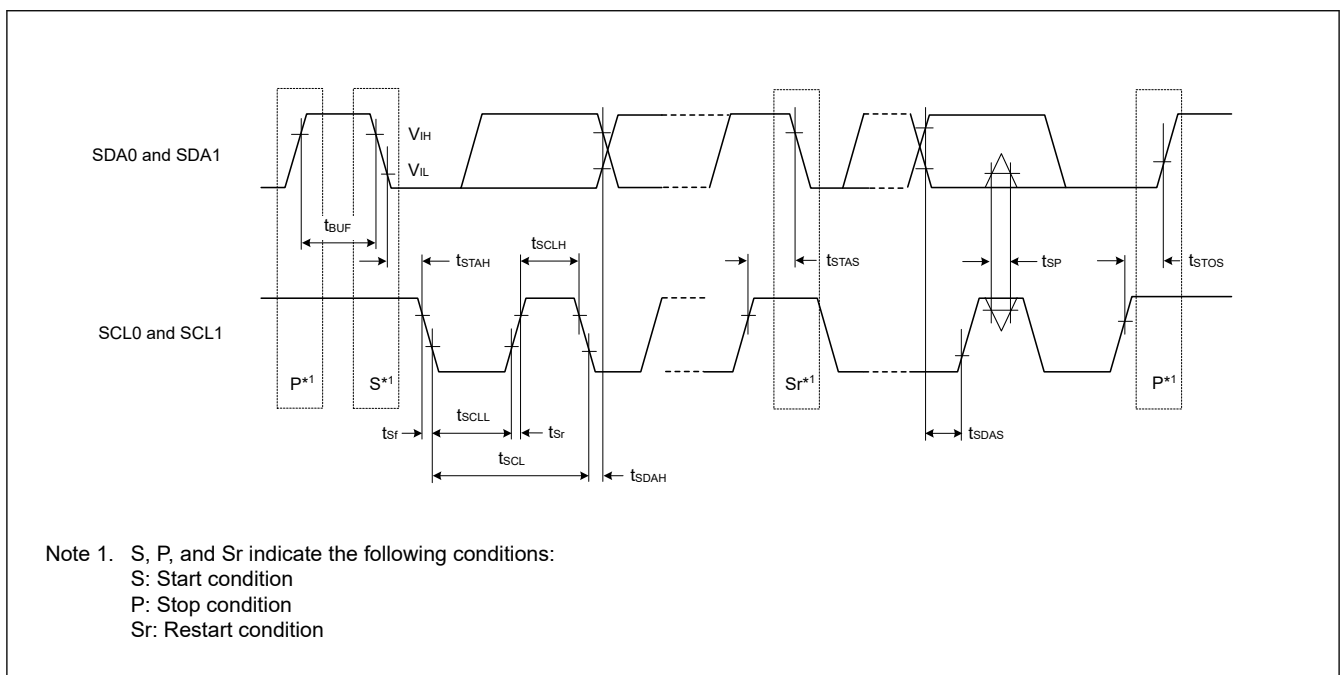 SDA0 and SDA1
VIH
VIL
tBUF
tSTAH
tSCLH
tSTAS
tSP
tSTOS
SCL0 and SCL1
P*1
S*1
Sr*1
P*1
tSf
tSCLL
tSr
tSCL
tSDAH
tSDAS
Note 1. S, P, and Sr indicate the following conditions:
S: Start condition
P: Stop condition
Sr: Restart condition